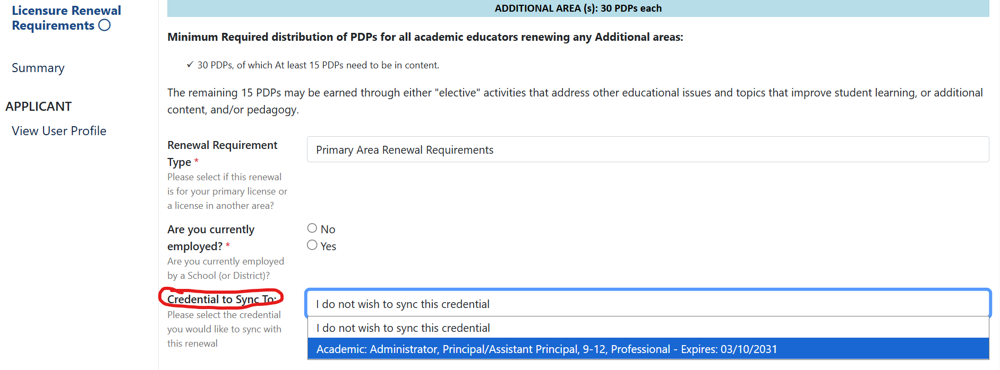 Licensure Renewal
Requirements
Summary
APPLICANT
View User Profile
ADDITIONAL AREA (s): 30 PDPs each
Minimum Required distribution of PDPs for all academic educators renewing any Additional areas:
✓ 30 PDPs, of which At least 15 PDPs need to be in content.
The remaining 15 PDPs may be earned through either "elective" activities that address other educational issues and topics that improve student learning, or additional
content, and/or pedagogy.
Renewal Requirement
Type *
Please select if this renewal
is for your primary license or
a license in another area?
Primary Area Renewal Requirements
Are you currently
employed? *
Are you currently employed
by a School (or District)?
No
Yes
Credential to Sync To:
Please select the credential
you would like to sync with
this renewal
I do not wish to sync this credential
I do not wish to sync this credential
Academic: Administrator, Principal/Assistant Principal, 9-12, Professional - Expires: 03/10/2031